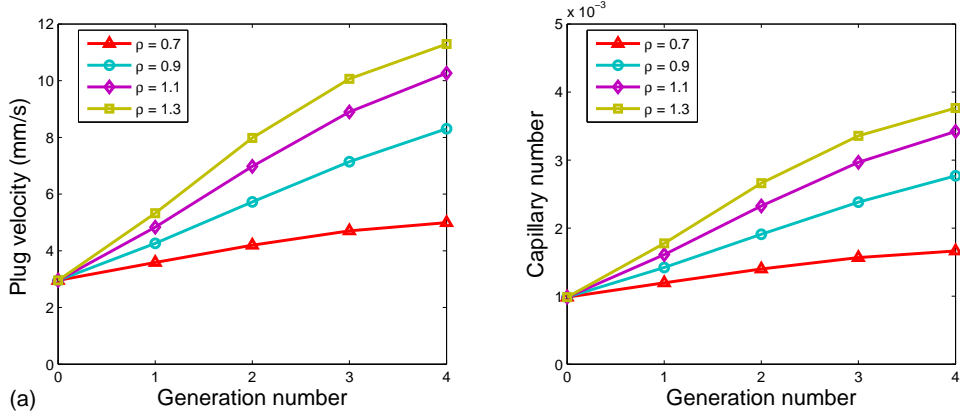 12
10
8
6
4
2
0
Plug velocity (mm/s)
ρ = 0.7
ρ = 0.9
ρ = 1.1
ρ = 1.3
0 1 2 3 4
Generation number
(a)
x 10⁻³
5
4
3
2
1
0
Capillary number
ρ = 0.7
ρ = 0.9
ρ = 1.1
ρ = 1.3
0 1 2 3 4
Generation number